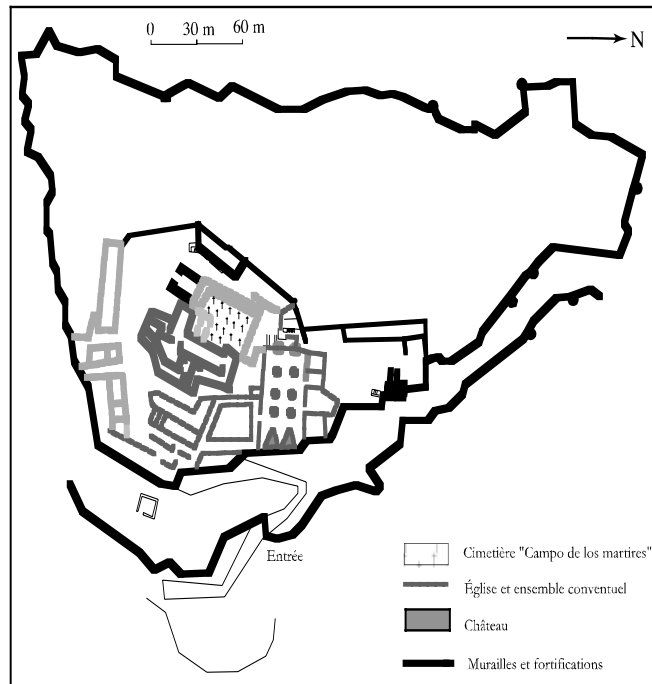 0 30 m 60 m
N
Entrée
Cimetière "Campo de los martires"
Église et ensemble conventuel
Château
Murailles et fortifications